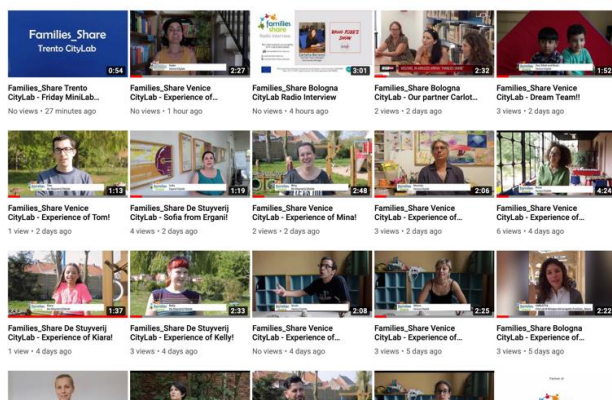 Families_Share
Trento CityLab
0:54
2:27
families
share
Radio Interview
3:01
2:32
1:52
Families_Share Trento
CityLab - Friday MiniLab...
No views • 27 minutes ago
Families_Share Venice
CityLab - Experience of...
No views • 1 hour ago
Families_Share Bologna
CityLab Radio Interview
No views • 4 hours ago
Families_Share Bologna
CityLab - Our partner Carlot...
2 views • 2 days ago
Families_Share Venice
CityLab - Dream Team!!
3 views • 2 days ago
1:13
1:19
2:48
2:06
4:24
Families_Share Venice
CityLab - Experience of Tom!
1 view • 2 days ago
Families_Share De Stuyverij
CityLab - Sofia from Ergani!
4 views • 2 days ago
Families_Share Venice
CityLab - Experience of Mina!
2 views • 2 days ago
Families_Share Venice
CityLab - Experience of...
3 views • 2 days ago
Families_Share Venice
CityLab - Experience of...
6 views • 4 days ago
1:37
2:33
2:08
2:25
2:22
Families_Share De Stuyverij
CityLab - Experience of Kiara!
1 view • 4 days ago
Families_Share De Stuyverij
CityLab - Experience of Kelly!
3 views • 4 days ago
Families_Share Venice
CityLab - Experience of...
No views • 4 days ago
Families_Share Venice
CityLab - Experience of...
3 views • 5 days ago
Families_Share Bologna
CityLab - Experience of...
3 views • 5 days ago